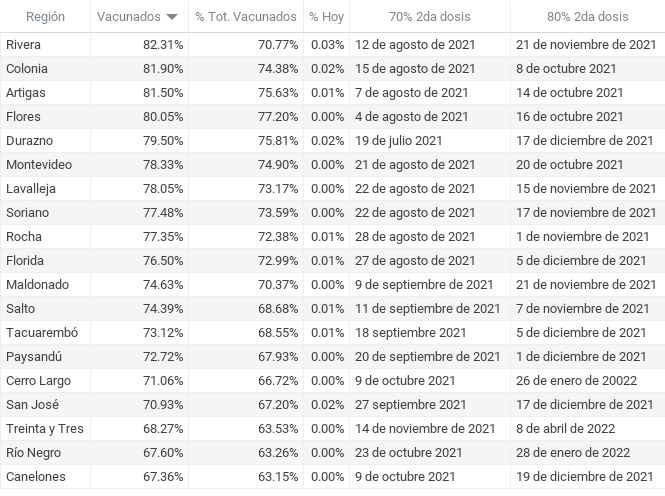 Región Vacunados % Tot. Vacunados % Hoy 70% 2da dosis 80% 2da dosis
Rivera 82.31% 70.77% 0.03% 12 de agosto de 2021 21 de noviembre de 2021
Colonia 81.90% 74.38% 0.02% 15 de agosto de 2021 8 de octubre 2021
Artigas 81.50% 75.63% 0.01% 7 de agosto de 2021 14 de octubre 2021
Flores 80.05% 77.20% 0.00% 4 de agosto de 2021 16 de octubre 2021
Durazno 79.50% 75.81% 0.02% 19 de julio 2021 17 de diciembre de 2021
Montevideo 78.33% 74.90% 0.00% 21 de agosto de 2021 20 de octubre 2021
Lavalleja 78.05% 73.17% 0.00% 22 de agosto de 2021 15 de noviembre de 2021
Soriano 77.48% 73.59% 0.00% 22 de agosto de 2021 17 de noviembre de 2021
Rocha 77.35% 72.38% 0.01% 28 de agosto de 2021 1 de noviembre de 2021
Florida 76.50% 72.99% 0.01% 27 de agosto de 2021 5 de diciembre de 2021
Maldonado 74.63% 70.37% 0.00% 9 de septiembre de 2021 21 de noviembre de 2021
Salto 74.39% 68.68% 0.01% 11 de septiembre de 2021 7 de noviembre de 2021
Tacuarembó 73.12% 68.55% 0.01% 18 septiembre 2021 5 de diciembre de 2021
Paysandú 72.72% 67.93% 0.00% 20 de septiembre de 2021 1 de diciembre de 2021
Cerro Largo 71.06% 66.72% 0.00% 9 de octubre 2021 26 de enero de 20022
San José 70.93% 67.20% 0.02% 27 septiembre 2021 17 de diciembre de 2021
Treinta y Tres 68.27% 63.53% 0.00% 14 de noviembre de 2021 8 de abril de 2022
Río Negro 67.60% 63.26% 0.00% 23 de octubre 2021 28 de enero de 2022
Canelones 67.36% 63.15% 0.00% 9 de octubre 2021 19 de diciembre de 2021